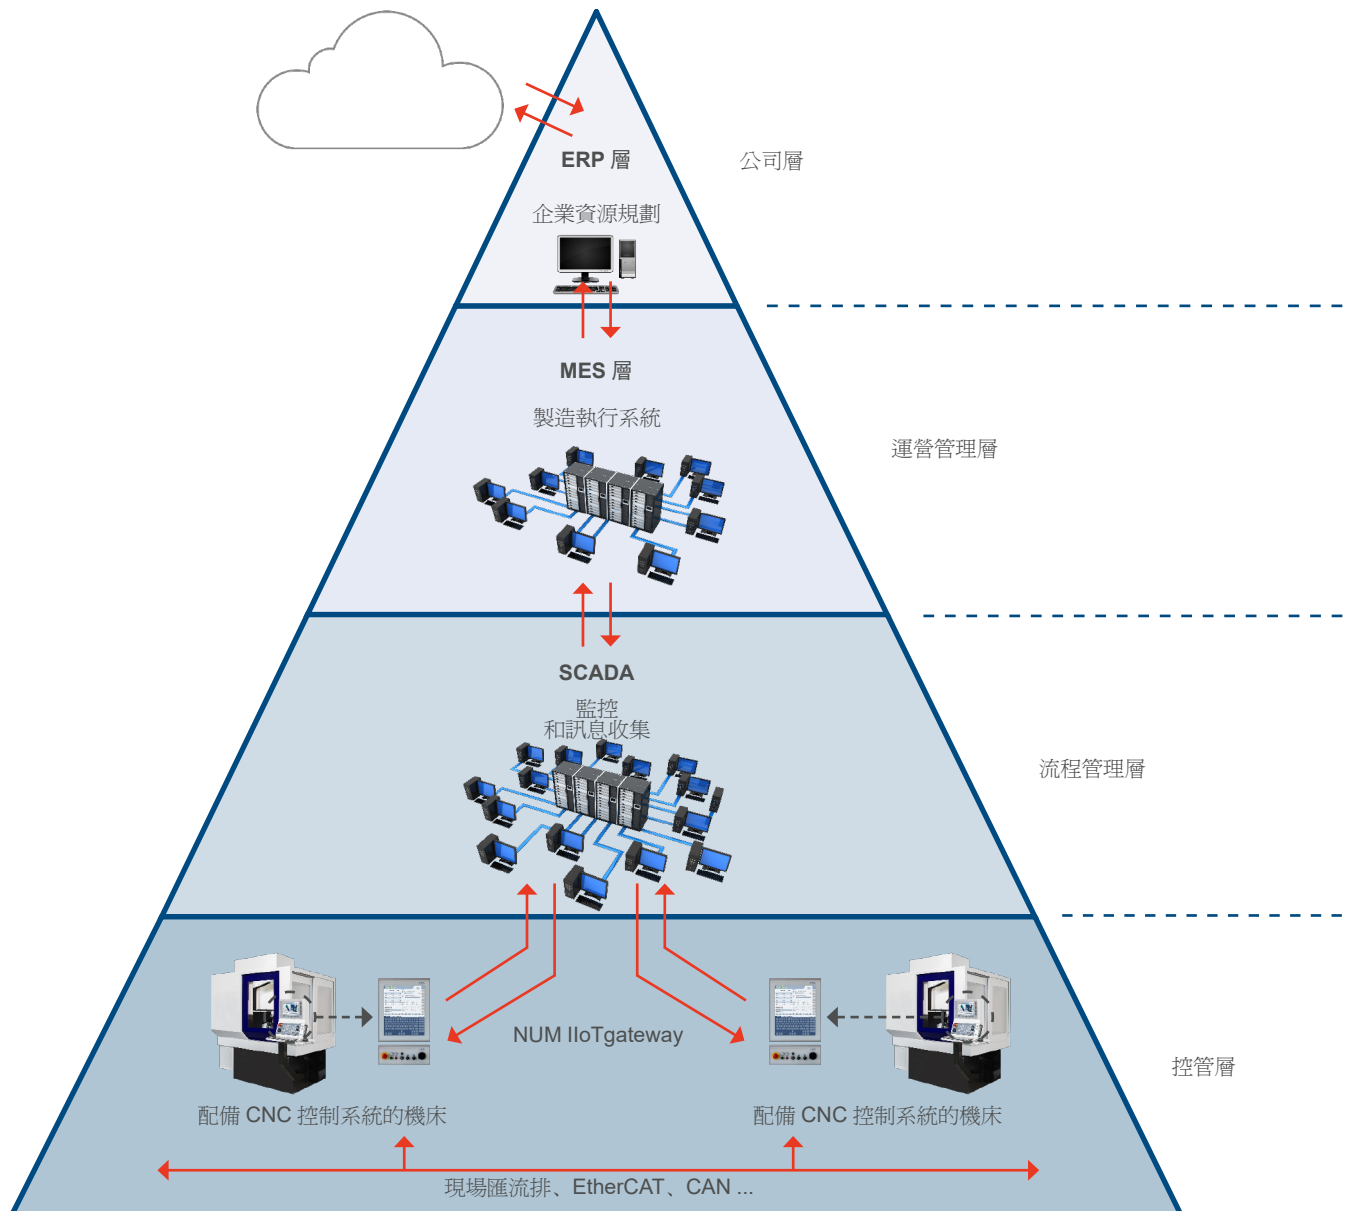 ERP 層
公司層
企業資源規劃
MES 層
製造執行系統
運營管理層
SCADA
監控
和訊息收集
流程管理層
NUM IIoTgateway
控管層
配備 CNC 控制系統的機床
配備 CNC 控制系統的機床
現場匯流排、EtherCAT、CAN ...